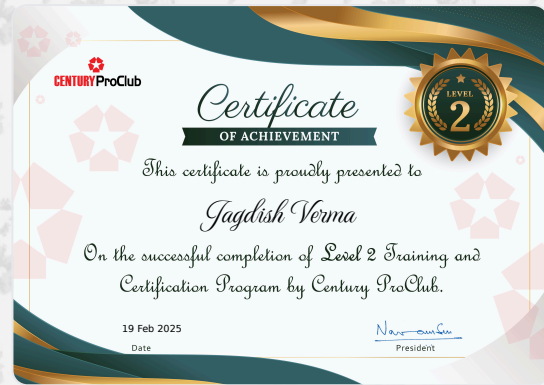 CENTURY ProClub
Certificate
OF ACHIEVEMENT
LEVEL
2
This certificate is proudly presented to
Jagdish Verma
On the successful completion of Level 2 Training and
Certification Program by Century ProClub.
19 Feb 2025
Date
President